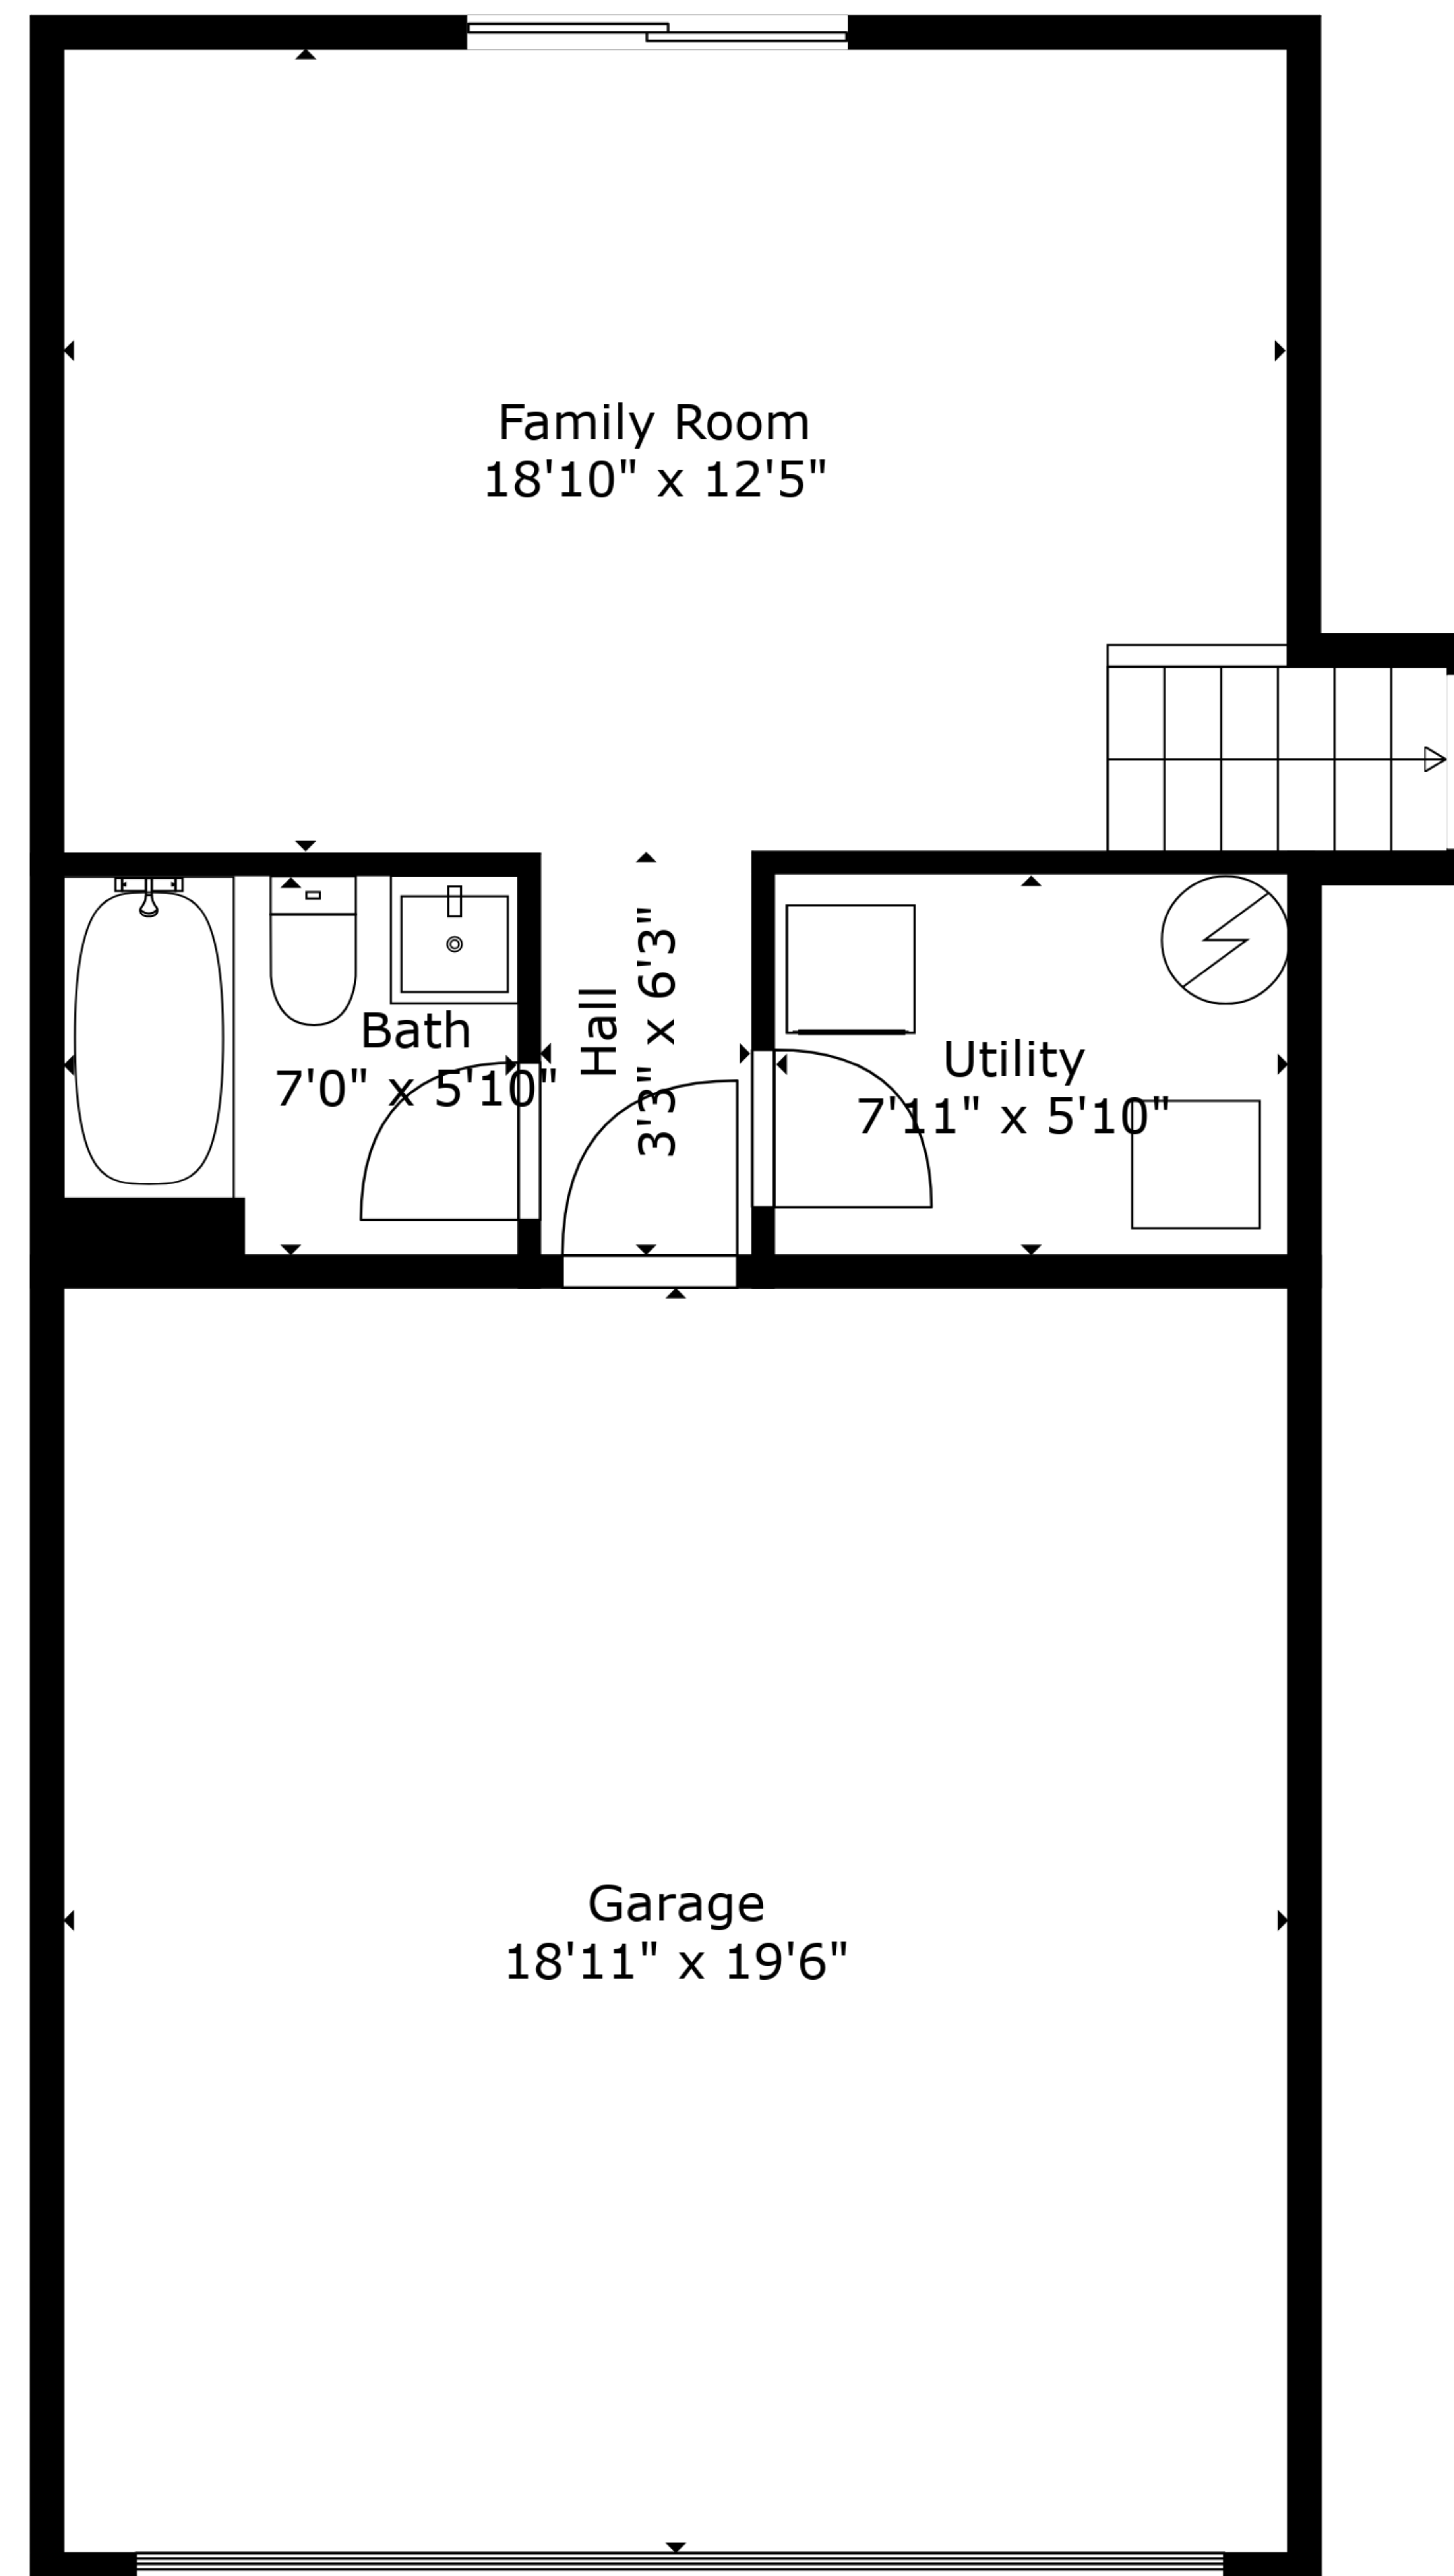 Family Room
18'10" x 12'5"
Bath
7'0" x 5'10"
Hall
3'3" x 6'3"
Utility
7'11" x 5'10"
Garage
18'11" x 19'6"